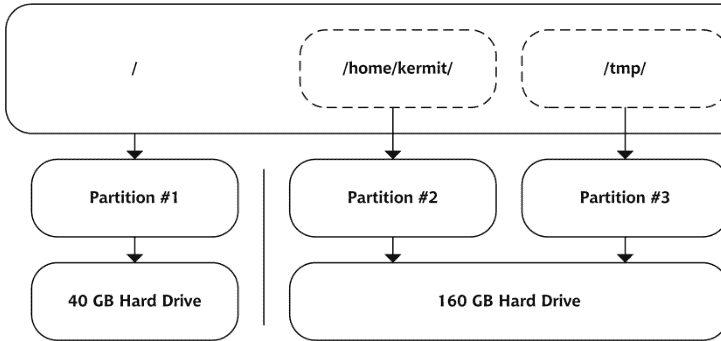 /
/home/kermit/
/tmp/
Partition #1
Partition #2
Partition #3
40 GB Hard Drive
160 GB Hard Drive